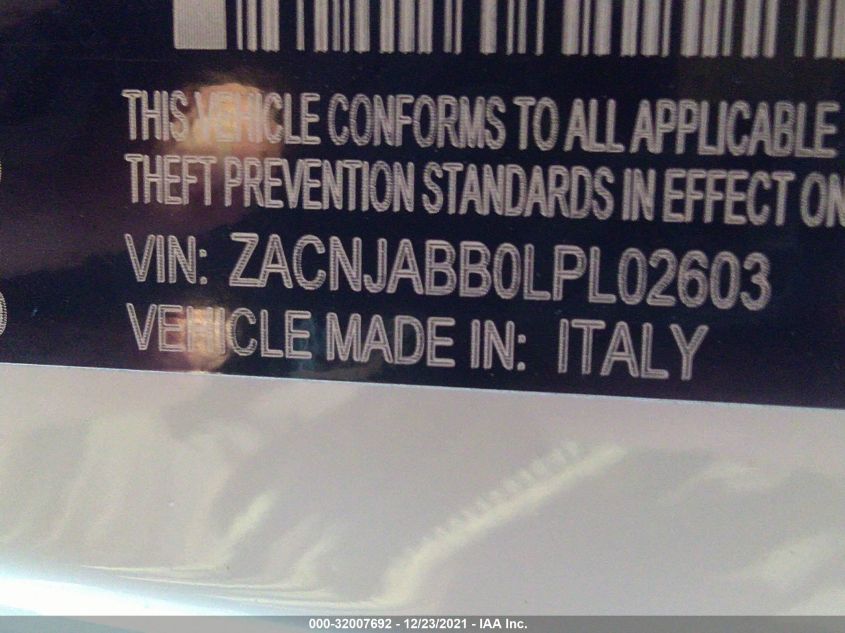 THIS VEHICLE CONFORMS TO ALL APPLICABLE
THEFT PREVENTION STANDARDS IN EFFECT ON
VIN: ZACNJABB0LPL02603
VEHICLE MADE IN: ITALY
000-32007692 - 12/23/2021 - IAA Inc.